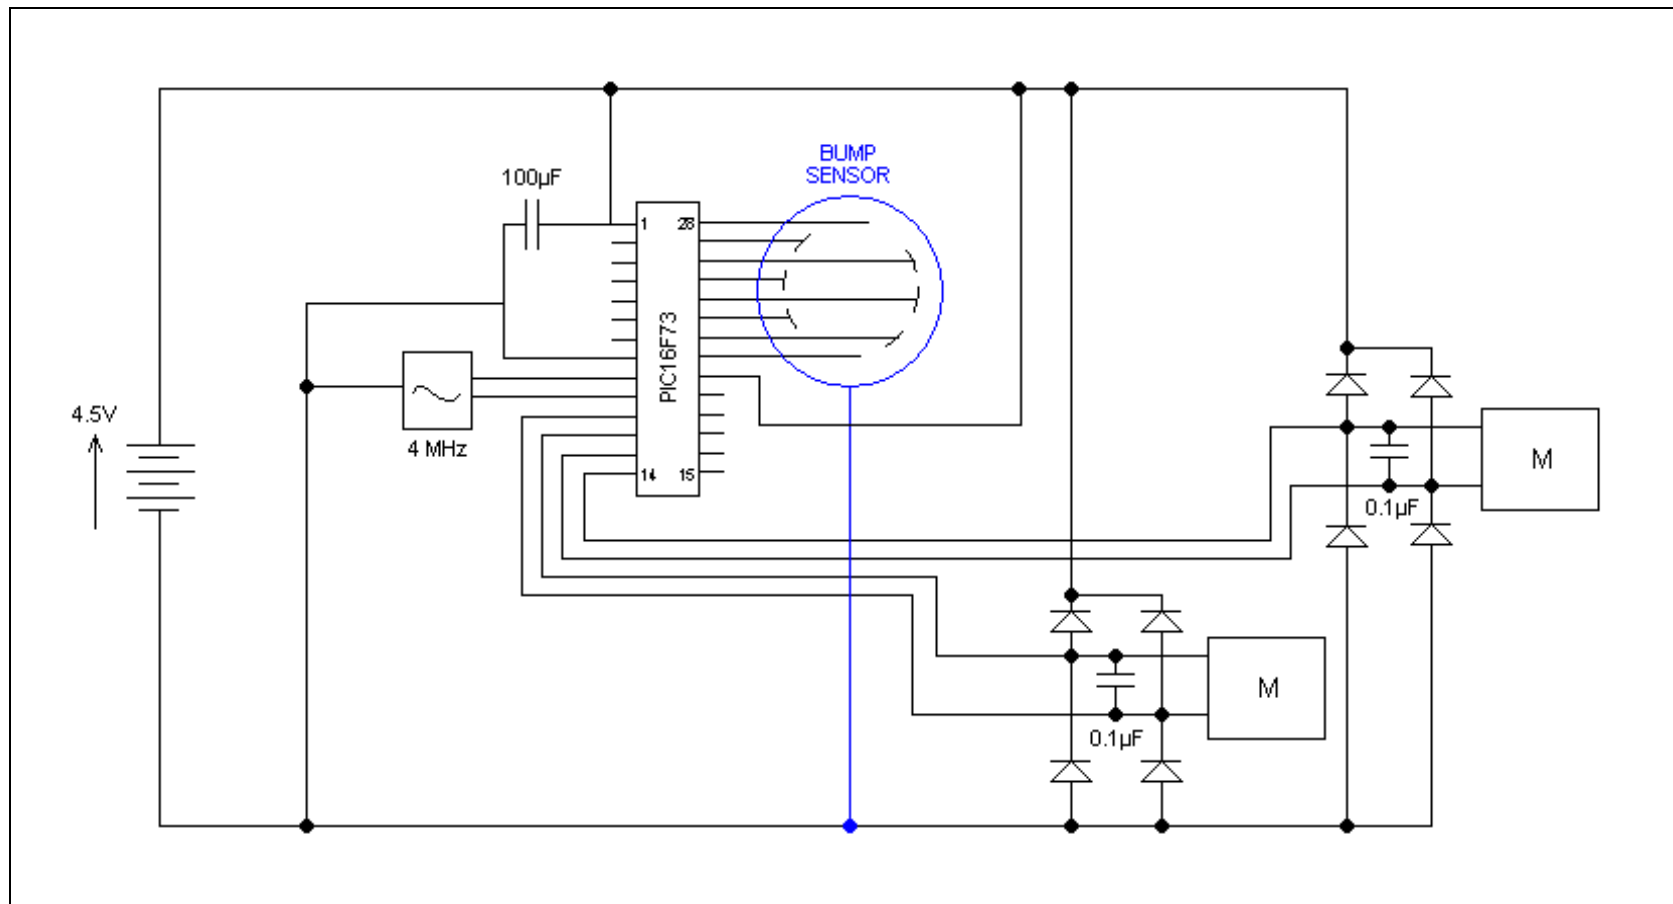 BUMP
SENSOR
100µF
1
28
PIC16F73
4.5V
4 MHz
14
15
M
0.1µF
M
0.1µF